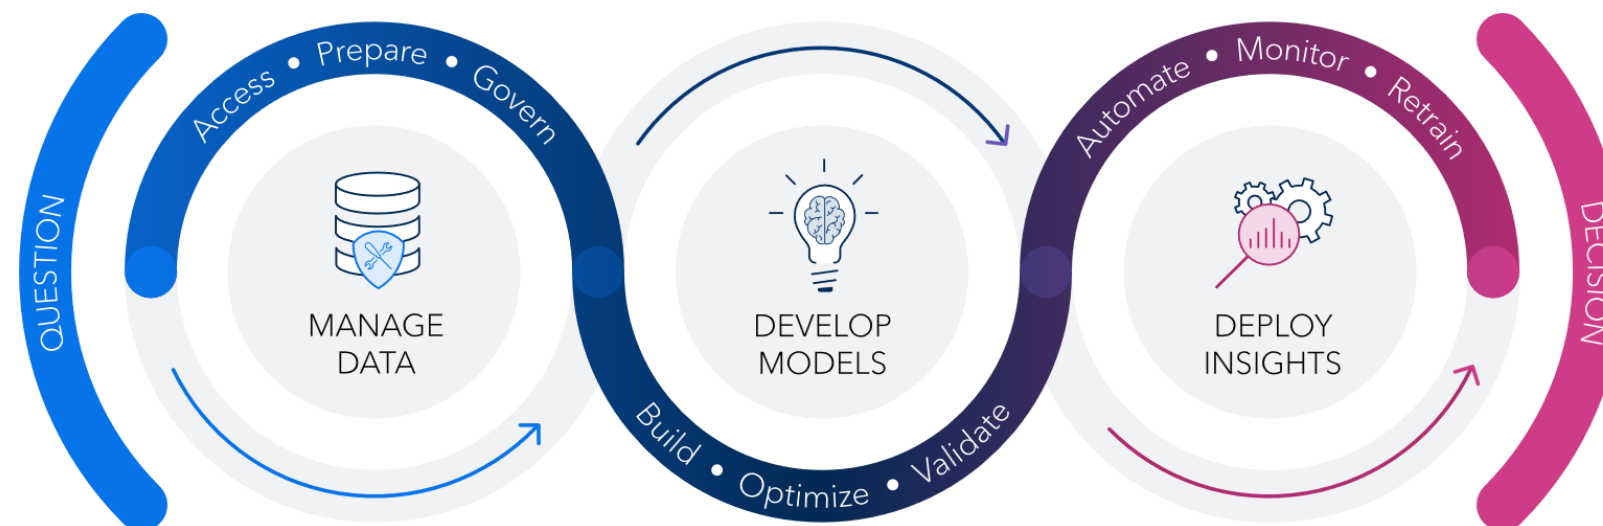 QUESTION
Access • Prepare • Govern
MANAGE
DATA
DEVELOP
MODELS
Build • Optimize • Validate
Automate • Monitor • Retrain
DEPLOY
INSIGHTS
DECISION